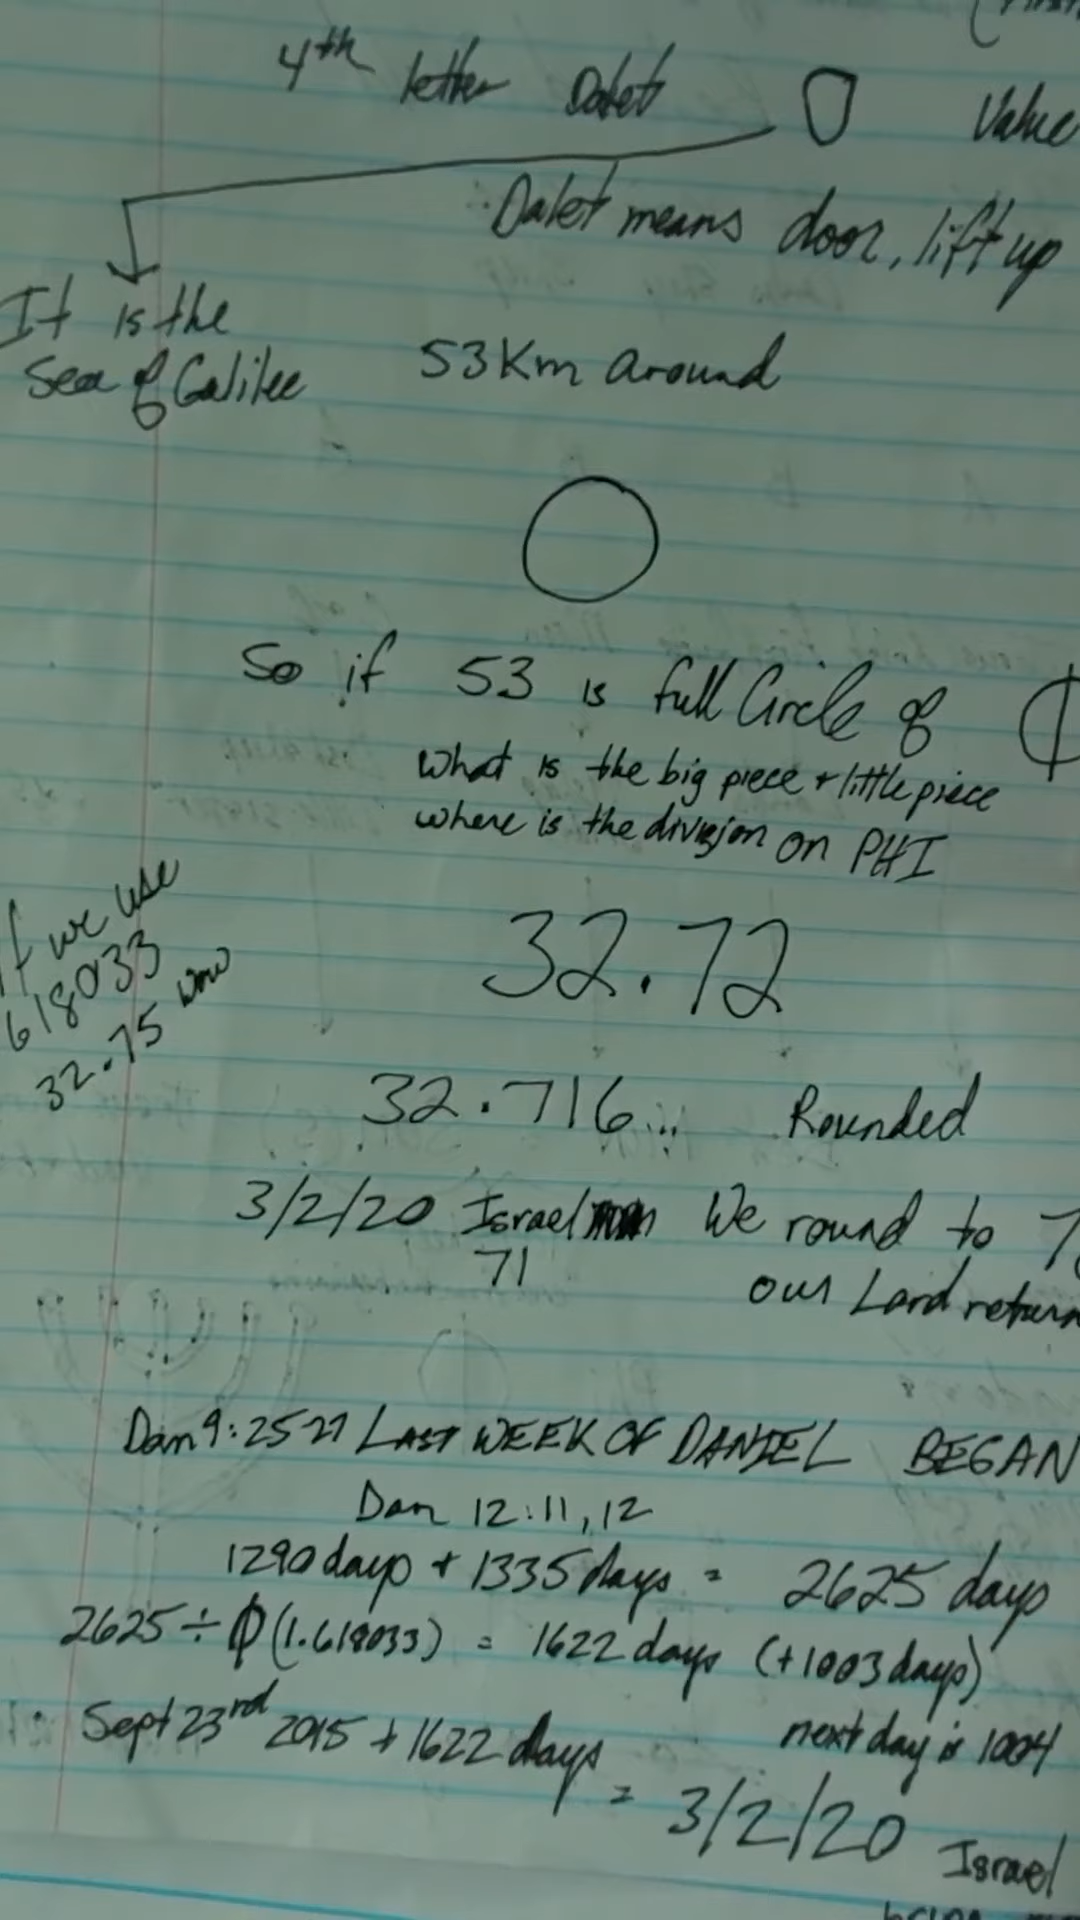 4th letter Dalet Value
Dalet means door, lift up
It is the
Sea of Galilee
53 Km around
So if 53 is full Circle of Φ
what is the big piece + little piece
where is the division on PHI
32.72
if we use
618033
32.75 wow
32.716... Rounded
3/2/20 Israel We round to
71
our Lord return
Dan 9:25 27 LAST WEEK OF DANIEL BEGAN
Dan 12:11,12
1290 days + 1335 days = 2625 days
2625 ÷ Φ (1.618033) = 1622 days (+1003 days)
next day is 1004
Sept 23rd 2015 + 1622 days
= 3/2/20 Israel